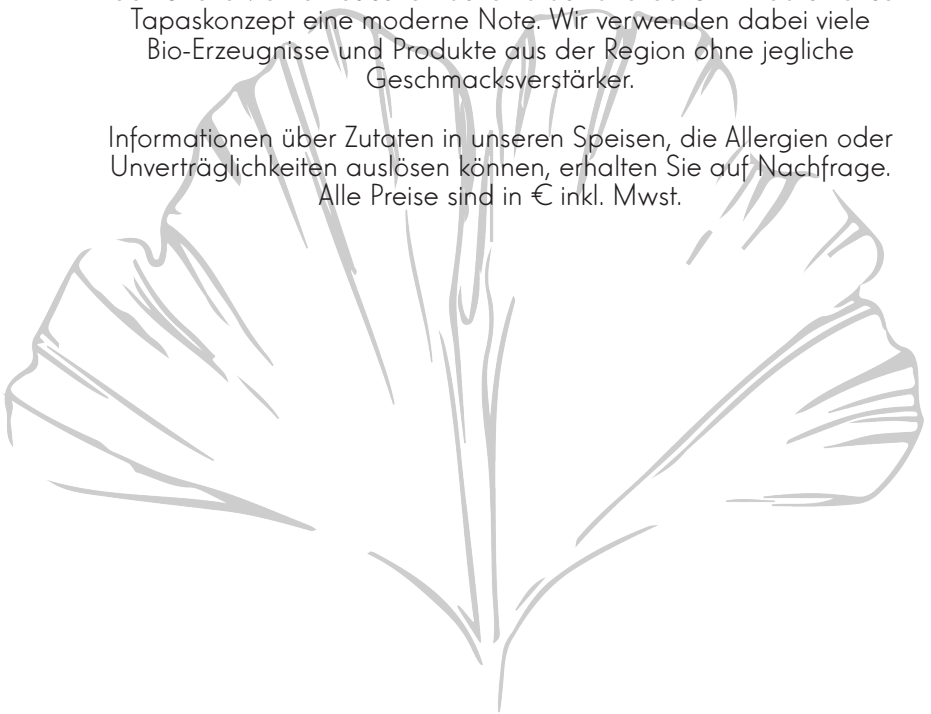 Tapaskonzept eine moderne Note. Wir verwenden dabei viele
Bio-Erzeugnisse und Produkte aus der Region ohne jegliche
Geschmacksverstärker.
Informationen über Zutaten in unseren Speisen, die Allergien oder
Unverträglichkeiten auslösen können, erhalten Sie auf Nachfrage.
Alle Preise sind in € inkl. Mwst.